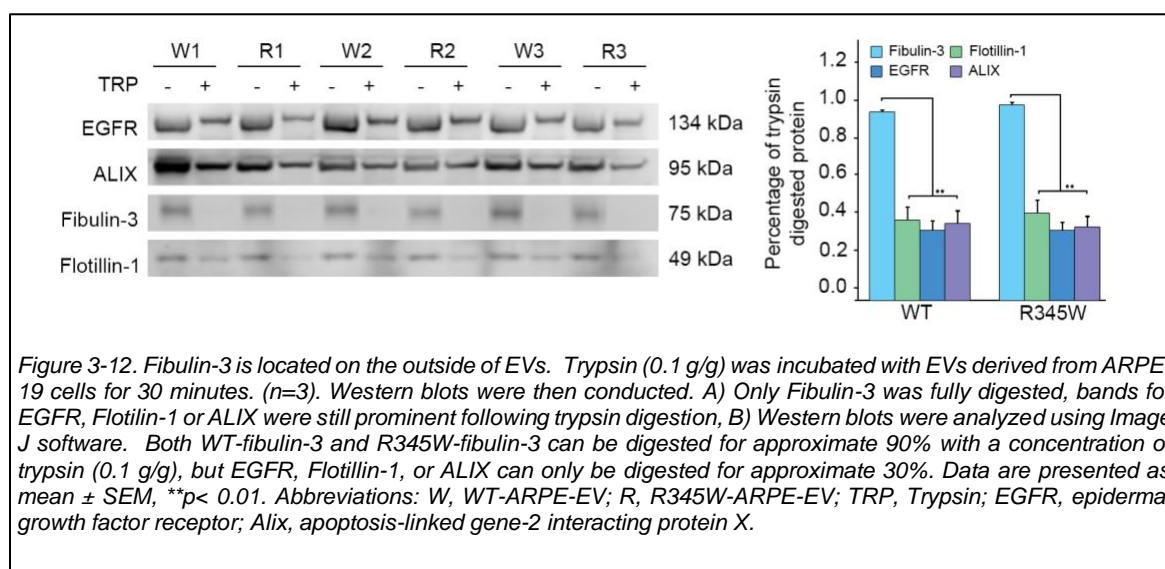 W1 R1 W2 R2 W3 R3
TRP - + - + - + - + - + - +
EGFR 134 kDa
ALIX 95 kDa
Fibulin-3 75 kDa
Flotillin-1 49 kDa
Fibulin-3 Flotillin-1
EGFR ALIX
Percentage of trypsin
digested protein
1.2
1.0
0.8
0.6
0.4
0.2
0.0
** **
WT R345W
Figure 3-12. Fibulin-3 is located on the outside of EVs. Trypsin (0.1 g/g) was incubated with EVs derived from ARPE
19 cells for 30 minutes. (n=3). Western blots were then conducted. A) Only Fibulin-3 was fully digested, bands fo
EGFR, Flotilin-1 or ALIX were still prominent following trypsin digestion, B) Western blots were analyzed using Image
J software. Both WT-fibulin-3 and R345W-fibulin-3 can be digested for approximate 90% with a concentration o
trypsin (0.1 g/g), but EGFR, Flotillin-1, or ALIX can only be digested for approximate 30%. Data are presented as
mean ± SEM, **p< 0.01. Abbreviations: W, WT-ARPE-EV; R, R345W-ARPE-EV; TRP, Trypsin; EGFR, epiderma
growth factor receptor; Alix, apoptosis-linked gene-2 interacting protein X.